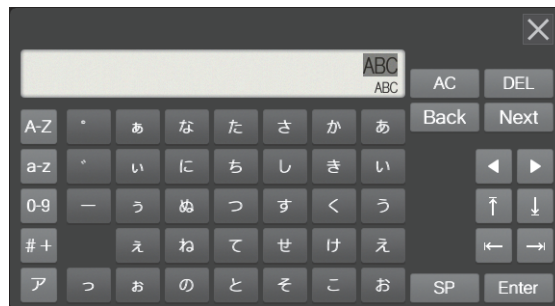 ABC
ABC
AC DEL
A-Z ゜ ぁ な た さ か あ Back Next
a-z ゛ ぃ に ち し き い
0-9 ー ぅ ぬ つ す く う
#+ ぇ ね て せ け え
ア っ ぉ の と そ こ お SP Enter